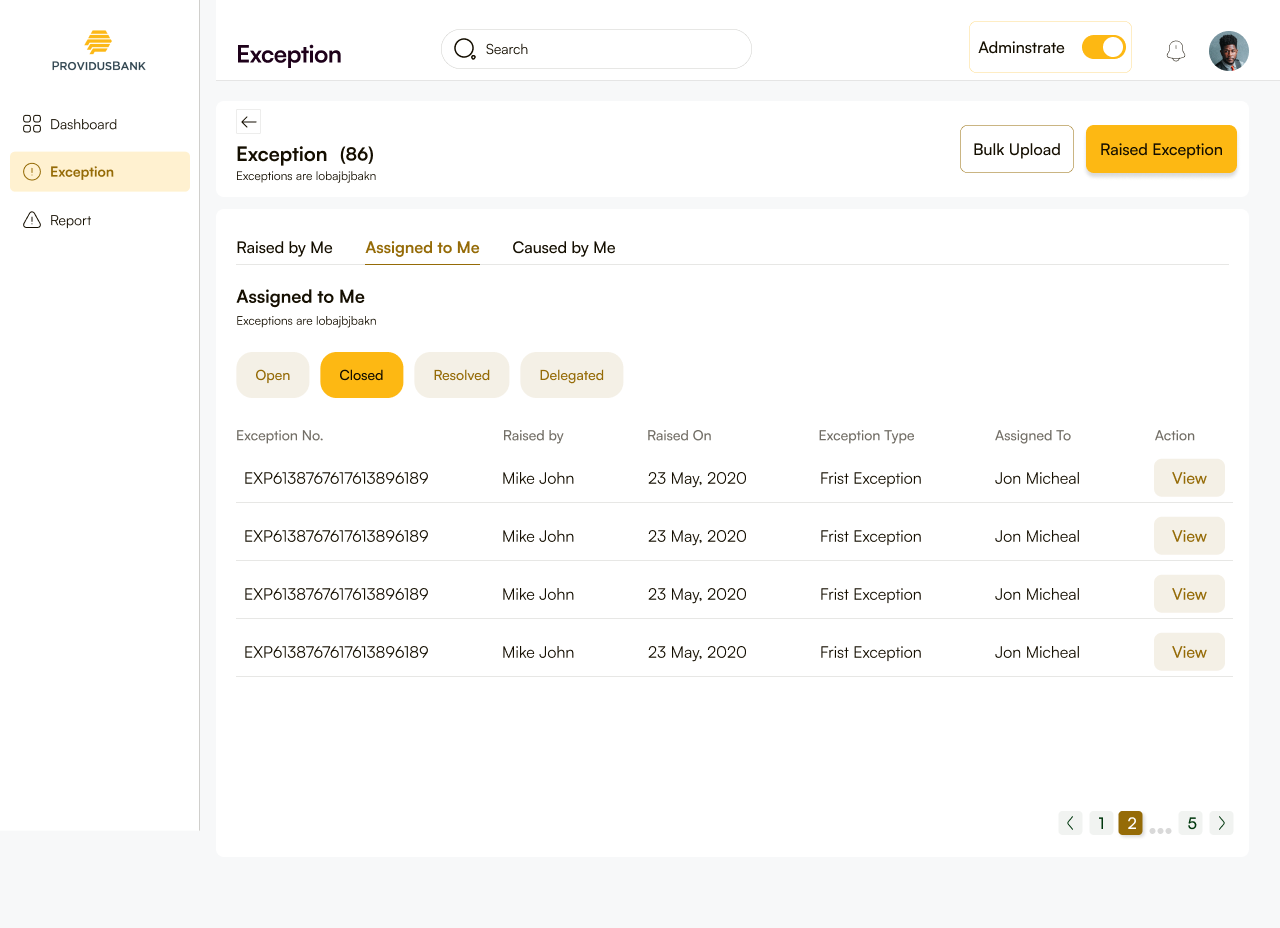 PROVIDUSBANK
Dashboard
Exception
Report
Exception
Search
Adminstrate
Exception (86)
Exceptions are lobajbjbakn
Bulk Upload
Raised Exception
Raised by Me
Assigned to Me
Caused by Me
Assigned to Me
Exceptions are lobajbjbakn
Open
Closed
Resolved
Delegated
Exception No. Raised by Raised On Exception Type Assigned To Action
EXP6138767617613896189 Mike John 23 May, 2020 Frist Exception Jon Micheal View
EXP6138767617613896189 Mike John 23 May, 2020 Frist Exception Jon Micheal View
EXP6138767617613896189 Mike John 23 May, 2020 Frist Exception Jon Micheal View
EXP6138767617613896189 Mike John 23 May, 2020 Frist Exception Jon Micheal View
1 2 ... 5